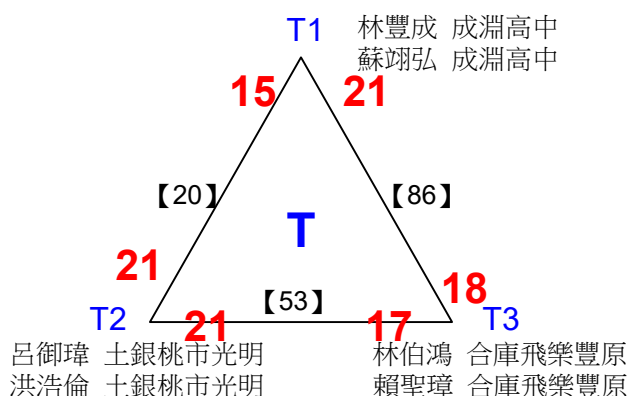 T1 林豐成 成淵高中
蘇翊弘 成淵高中
15 21
【20】 【86】
T
21 18
【53】
T2 21 17 T3
呂御瑋 土銀桃市光明 林伯鴻 合庫飛樂豐原
洪浩倫 土銀桃市光明 賴聖璋 合庫飛樂豐原